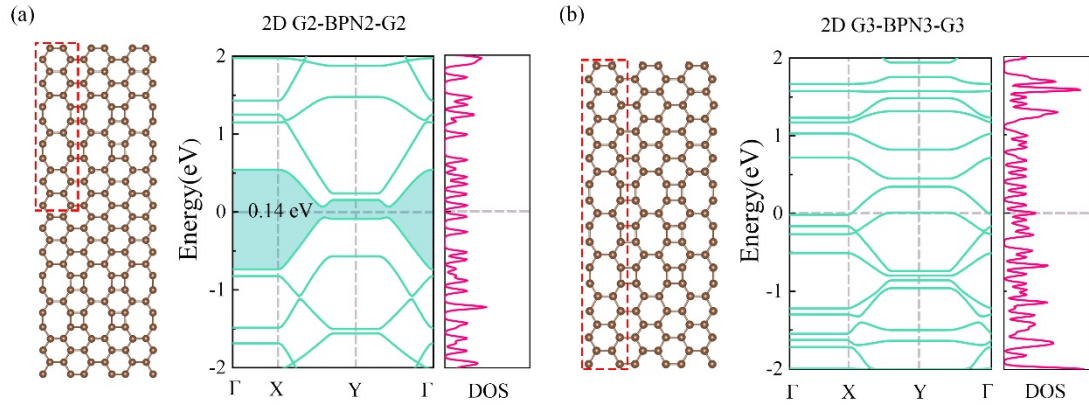 (a)
2D G2-BPN2-G2
Energy(eV)
2
1
0
-1
-2
0.14 eV
Γ
X
Y
Γ
DOS
(b)
2D G3-BPN3-G3
Energy(eV)
2
1
0
-1
-2
Γ
X
Y
Γ
DOS